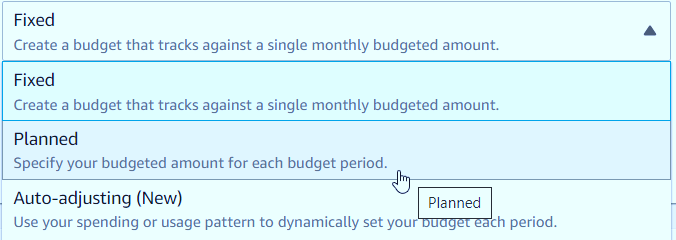 Fixed
Create a budget that tracks against a single monthly budgeted amount.
Fixed
Create a budget that tracks against a single monthly budgeted amount.
Planned
Specify your budgeted amount for each budget period.
Planned
Auto-adjusting (New)
Use your spending or usage pattern to dynamically set your budget each period.